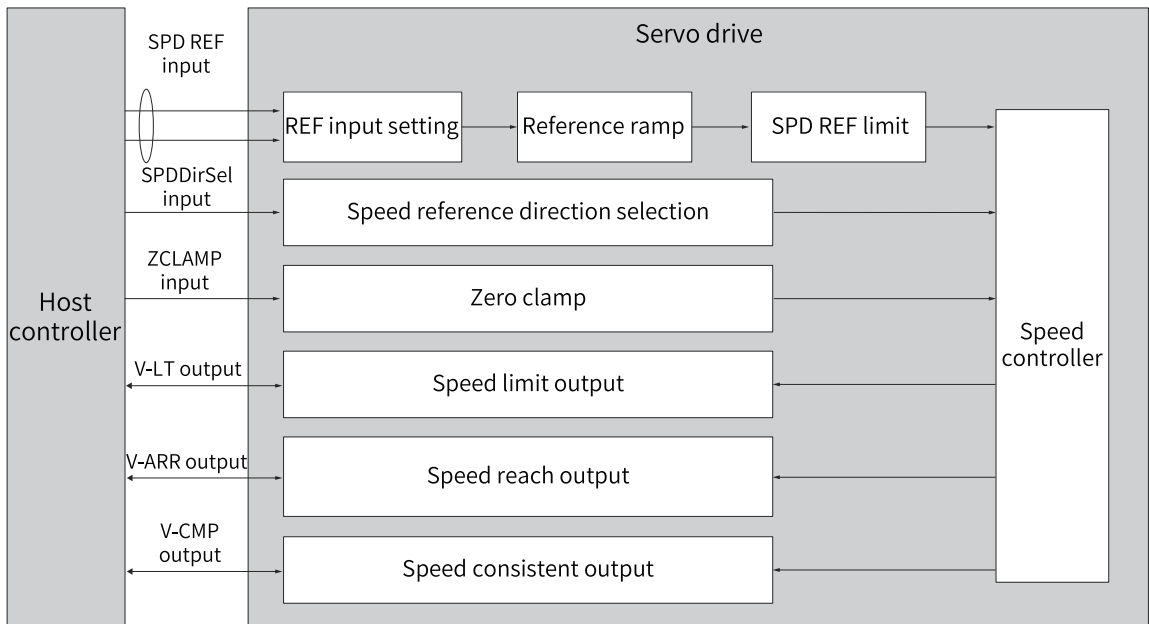 Servo drive
SPD REF
input
REF input setting
Reference ramp
SPD REF limit
SPDDirSel
input
Speed reference direction selection
ZCLAMP
input
Zero clamp
Host
controller
Speed
controller
V-LT output
Speed limit output
V-ARR output
Speed reach output
V-CMP
output
Speed consistent output